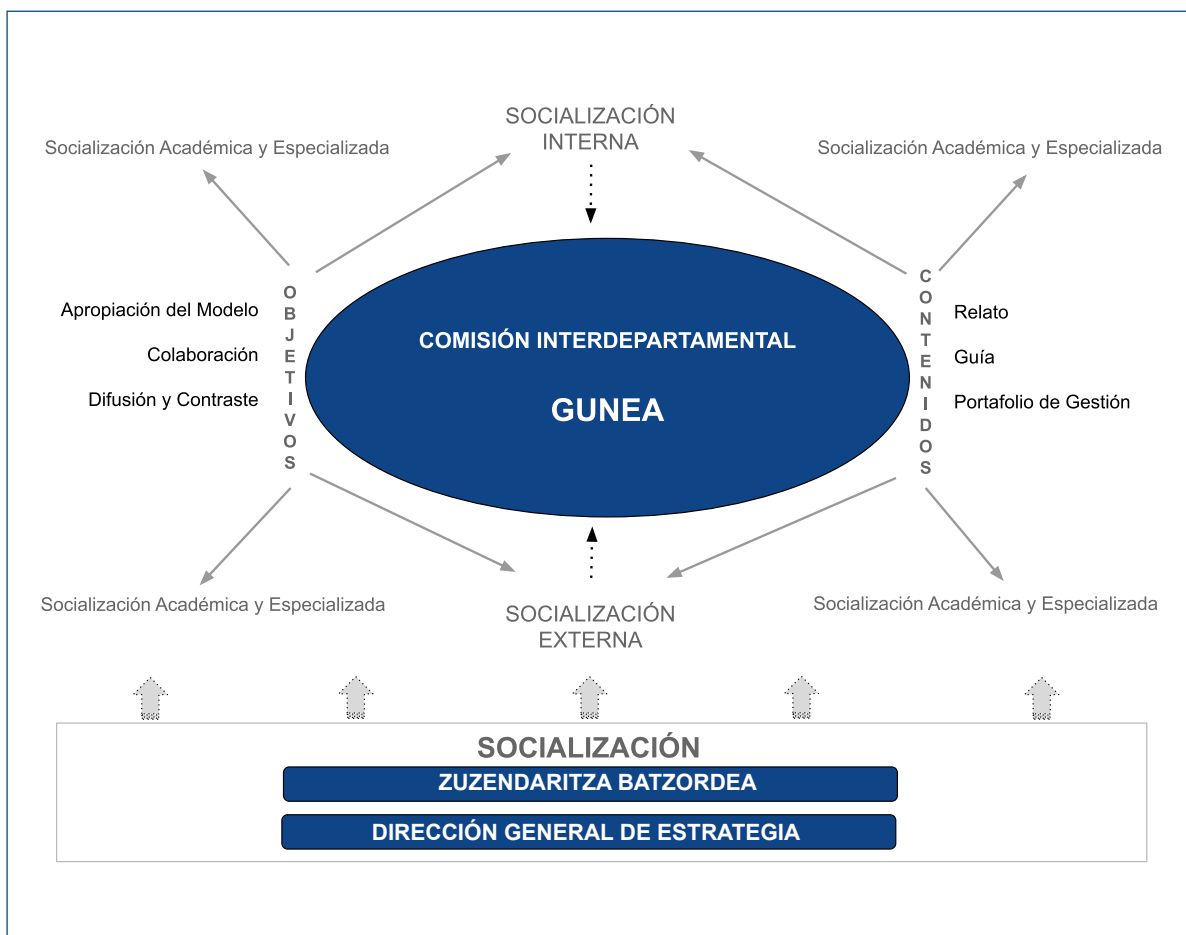 SOCIALIZACIÓN
INTERNA
Socialización Académica y Especializada
Socialización Académica y Especializada
OBJETIVOS
Apropiación del Modelo
Colaboración
Difusión y Contraste
COMISIÓN INTERDEPARTAMENTAL
GUNEA
CONTENIDOS
Relato
Guía
Portafolio de Gestión
Socialización Académica y Especializada
SOCIALIZACIÓN
EXTERNA
Socialización Académica y Especializada
SOCIALIZACIÓN
ZUZENDARITZA BATZORDEA
DIRECCIÓN GENERAL DE ESTRATEGIA